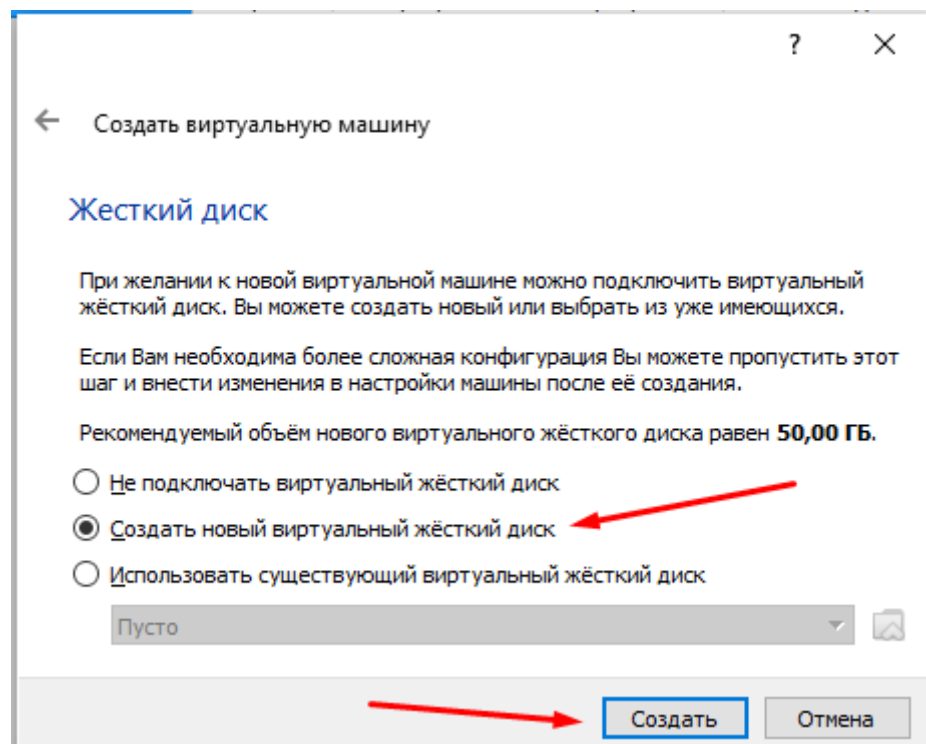 ?
Создать виртуальную машину
Жесткий диск
При желании к новой виртуальной машине можно подключить виртуальный
жёсткий диск. Вы можете создать новый или выбрать из уже имеющихся.
Если Вам необходима более сложная конфигурация Вы можете пропустить этот
шаг и внести изменения в настройки машины после её создания.
Рекомендуемый объём нового виртуального жёсткого диска равен 50,00 ГБ.
Не подключать виртуальный жёсткий диск
Создать новый виртуальный жёсткий диск
Использовать существующий виртуальный жёсткий диск
Пусто
Создать
Отмена